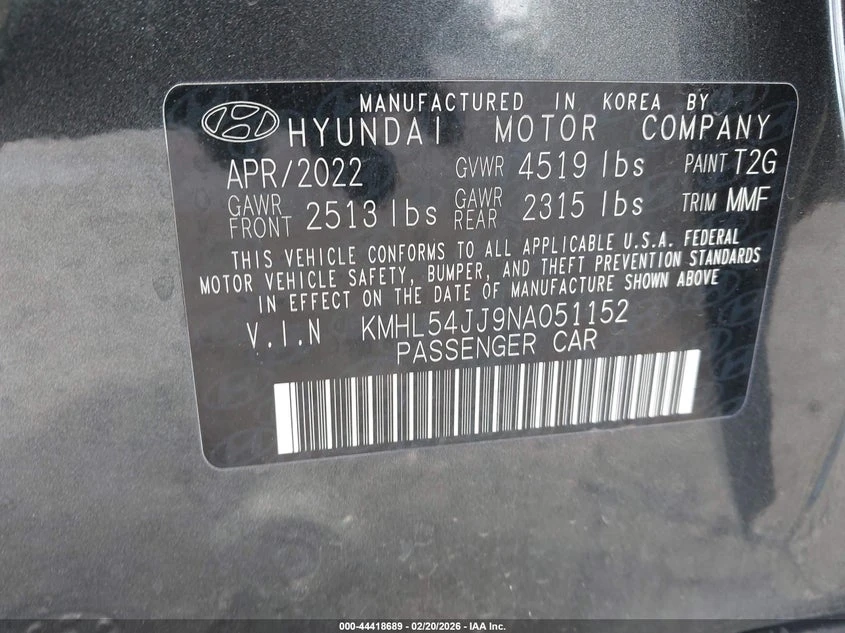 MANUFACTURED IN KOREA BY
HYUNDAI MOTOR COMPANY
APR/2022 GVWR 4519 lbs PAINT T2G
GAWR FRONT 2513 lbs GAWR REAR 2315 lbs TRIM MMF
THIS VEHICLE CONFORMS TO ALL APPLICABLE U.S.A. FEDERAL
MOTOR VEHICLE SAFETY, BUMPER, AND THEFT PREVENTION STANDARDS
IN EFFECT ON THE DATE OF MANUFACTURE SHOWN ABOVE
V.I.N KMHL54JJ9NA051152
PASSENGER CAR
000-44418689 - 02/20/2026 - IAA Inc.